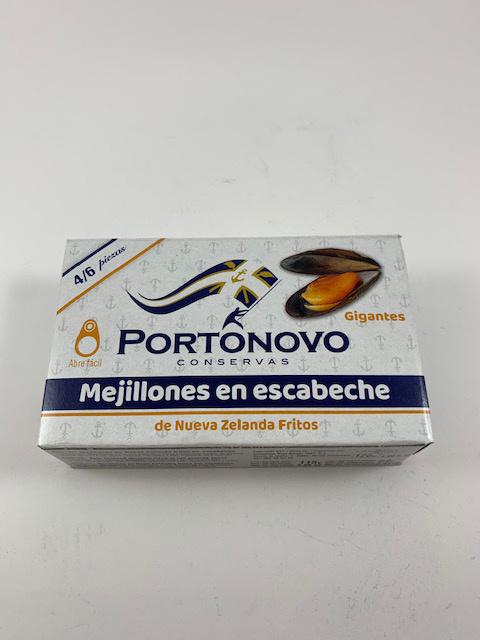 4/6 piezas
Gigantes
Abre fácil
PORTONOVO
CONSERVAS
Mejillones en escabeche
de Nueva Zelanda Fritos